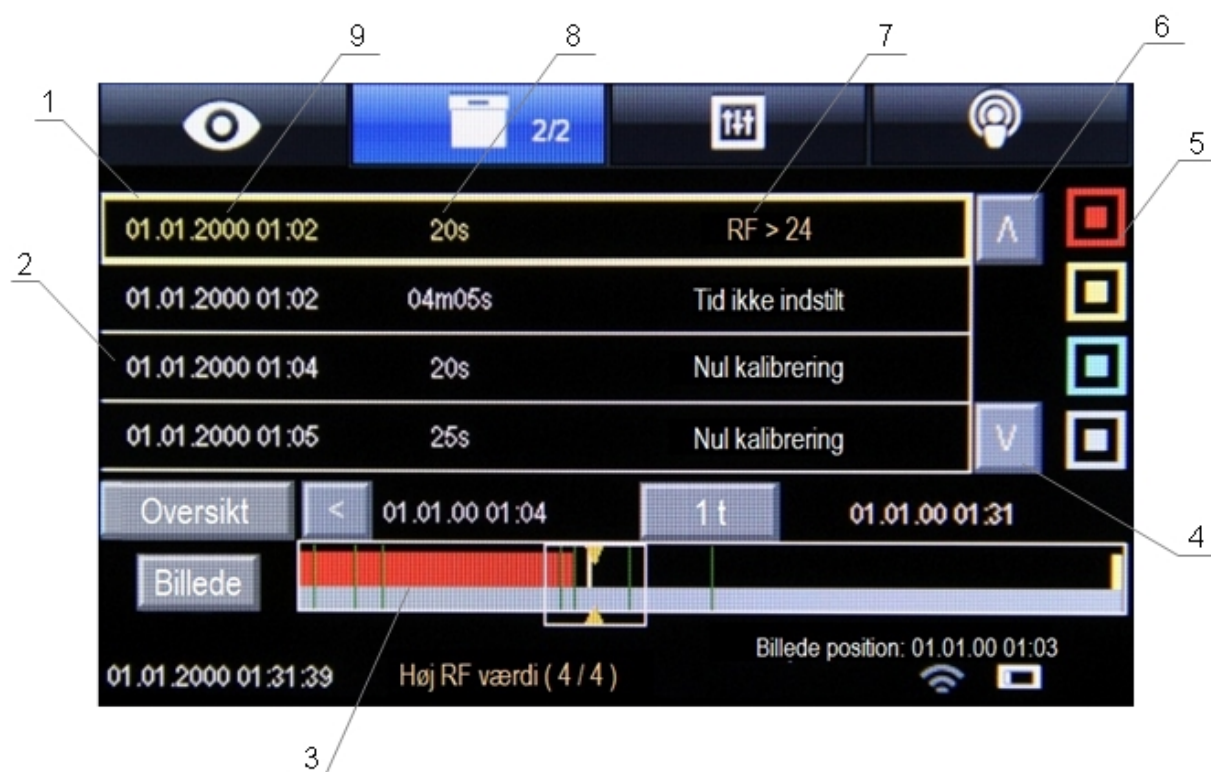 9 8 7 6
1
5
2/2
01.01.2000 01:02 20s RF > 24 Λ
2
01.01.2000 01:02 04m05s Tid ikke indstilt
01.01.2000 01:04 20s Nul kalibrering
01.01.2000 01:05 25s Nul kalibrering V
Oversikt < 01.01.00 01:04 1 t 01.01.00 01:31
4
Billede
Billede position: 01.01.00 01:03
01.01.2000 01:31:39 Høj RF værdi ( 4 / 4 )
3